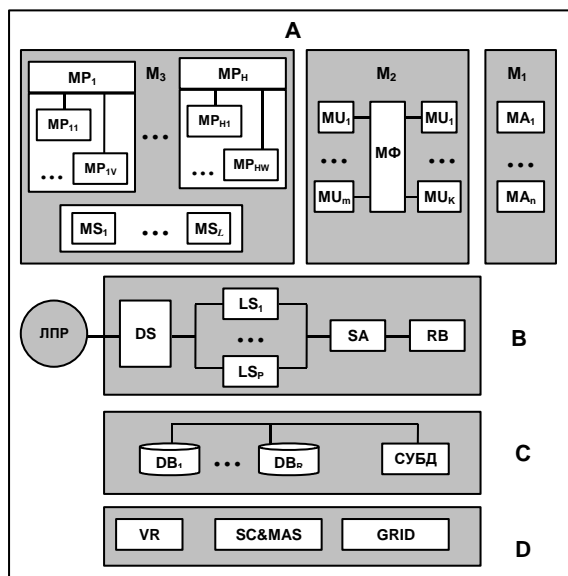 A
MP₁ M₃ MPH M₂ M₁
MP₁₁ ... MPH₁ MU₁ МФ MU₁ MA₁
... MP₁V ... MPHW ... ... ...
MS₁ ... MSL MUm MUK MAn
ЛПР DS LS₁ ... LSP SA RB B
DB₁ ... DBR СУБД C
VR SC&MAS GRID D